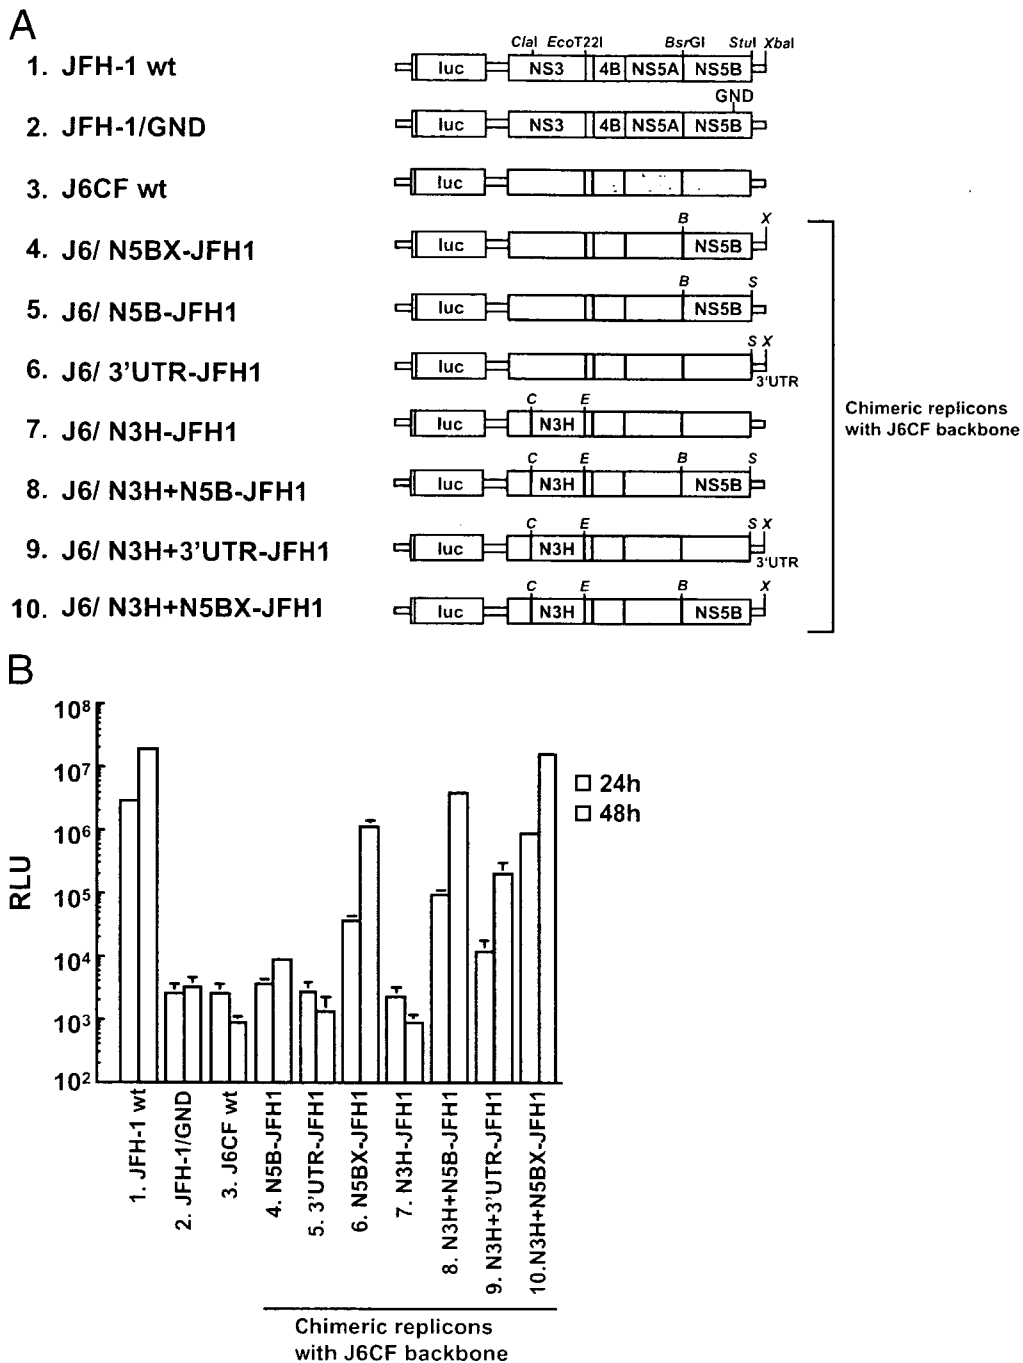 A
ClaI EcoT22I BsrGI StuI XbaI
1. JFH-1 wt luc NS3 4B NS5A NS5B
GND
2. JFH-1/GND luc NS3 4B NS5A NS5B
3. J6CF wt luc
B X
4. J6/ N5BX-JFH1 luc NS5B
B S
5. J6/ N5B-JFH1 luc NS5B
S X
6. J6/ 3'UTR-JFH1 luc
3'UTR
C E
7. J6/ N3H-JFH1 luc N3H
C E B S
8. J6/ N3H+N5B-JFH1 luc N3H NS5B
C E S X
9. J6/ N3H+3'UTR-JFH1 luc N3H
3'UTR
C E B X
10. J6/ N3H+N5BX-JFH1 luc N3H NS5B
Chimeric replicons
with J6CF backbone
B
10⁸
10⁷
10⁶
10⁵
10⁴
10³
10²
RLU
24h
48h
1. JFH-1 wt
2. JFH-1/GND
3. J6CF wt
4. N5B-JFH1
5. 3'UTR-JFH1
6. N5BX-JFH1
7. N3H-JFH1
8. N3H+N5B-JFH1
9. N3H+3'UTR-JFH1
10.N3H+N5BX-JFH1
Chimeric replicons
with J6CF backbone